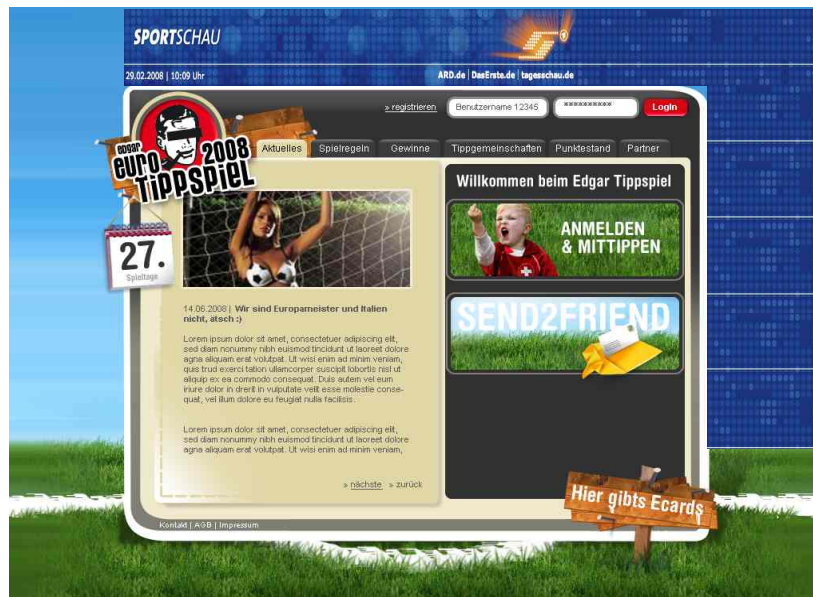 SPORTSCHAU
29.02.2008 | 10:09 Uhr
ARD.de | DasErste.de | tagesschau.de
» registrieren
Benutzername 12345
**********
Login
edgar
euro 2008
TippspieL
Aktuelles
Spielregeln
Gewinne
Tippgemeinschaften
Punktestand
Partner
27.
Spieltage
14.06.2008 | Wir sind Europameister und Italien
nicht, ätsch :)
Lorem ipsum dolor sit amet, consectetuer adipiscing elit,
sed diam nonummy nibh euismod tincidunt ut laoreet dolore
agna aliquam erat volutpat. Ut wisi enim ad minim veniam,
quis trud exerci tation ullamcorper suscipit lobortis nisl ut
aliquip ex ea commodo consequat. Duis autem vel eum
iriure dolor in drerit in vulputate velit esse molestie conse-
quat, vel illum dolore eu feugiat nulla facilisis.
Lorem ipsum dolor sit amet, consectetuer adipiscing elit,
sed diam nonummy nibh euismod tincidunt ut laoreet dolore
agna aliquam erat volutpat. Ut wisi enim ad minim veniam,
» nächste » zurück
Willkommen beim Edgar Tippspiel
ANMELDEN
& MITTIPPEN
SEND2FRIEND
Hier gibts Ecards
Kontakt | AGB | Impressum